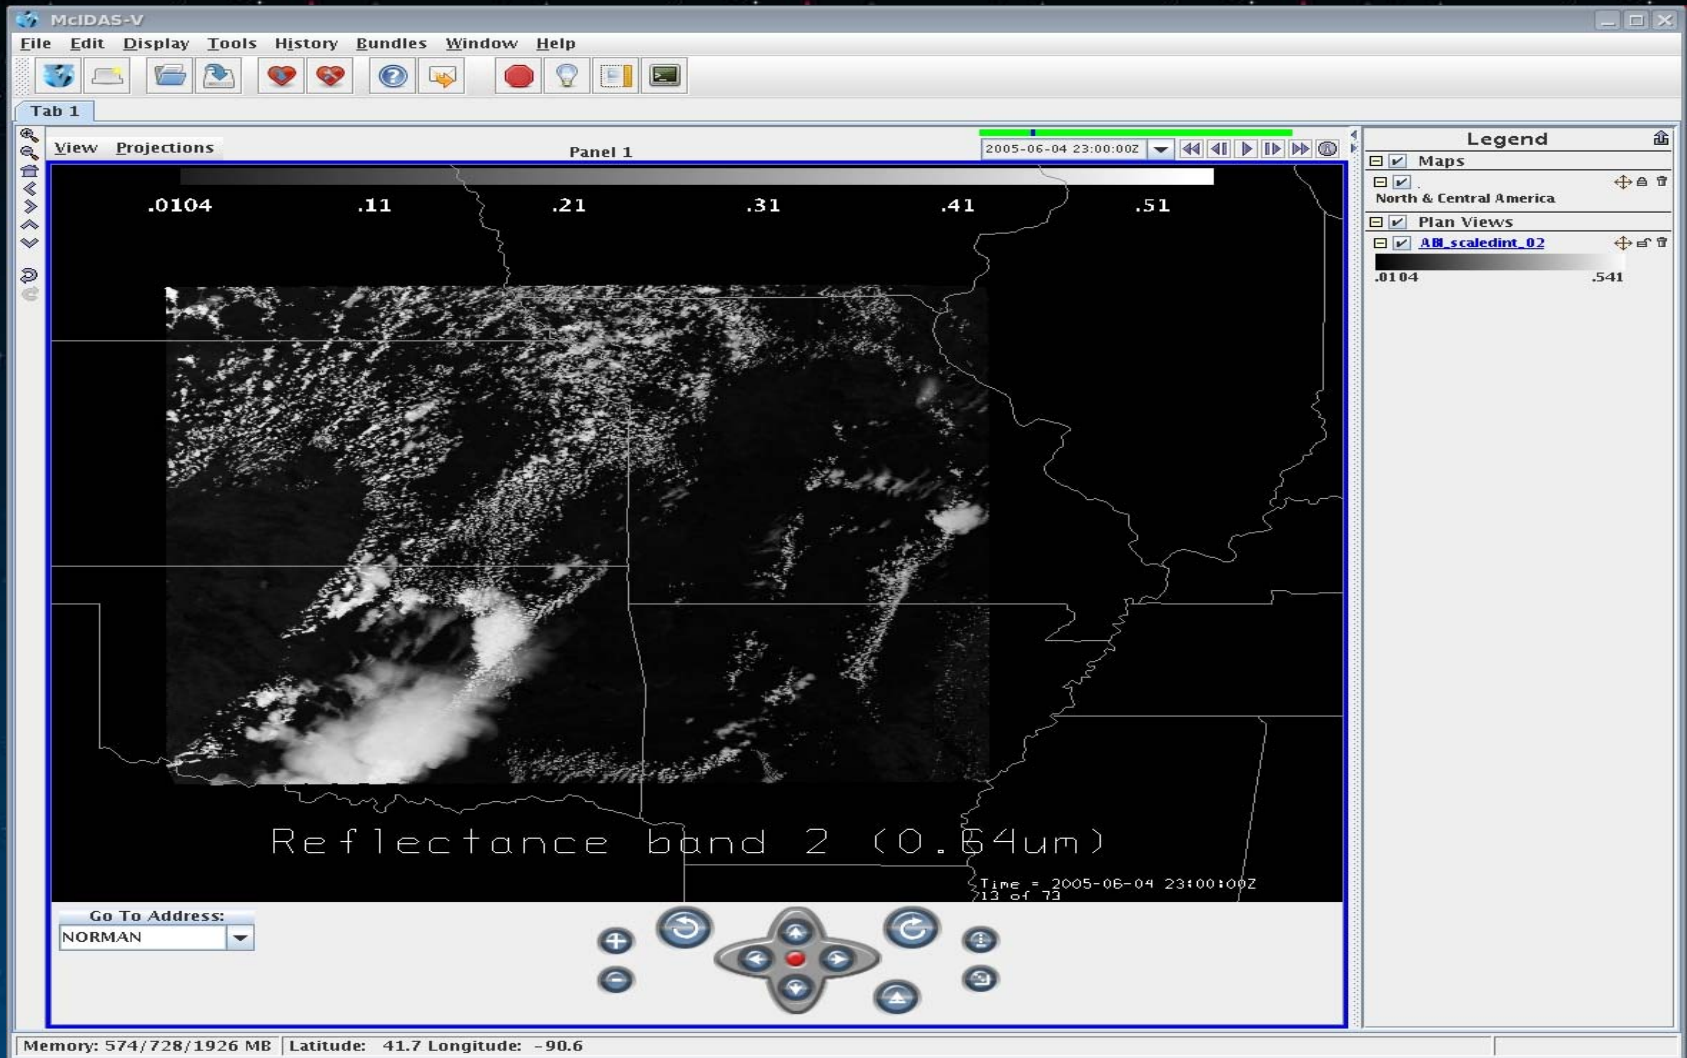 McIDAS-V
File Edit Display Tools History Bundles Window Help
Tab 1
View Projections
Panel 1
2005-06-04 23:00:00Z
.0104 .11 .21 .31 .41 .51
Reflectance band 2 (0.64um)
Time = 2005-06-04 23:00:00Z
13 of 73
Legend
Maps
.
North & Central America
Plan Views
ABI_scaledint_02
.0104 .541
Go To Address:
NORMAN
Memory: 574/728/1926 MB Latitude: 41.7 Longitude: -90.6